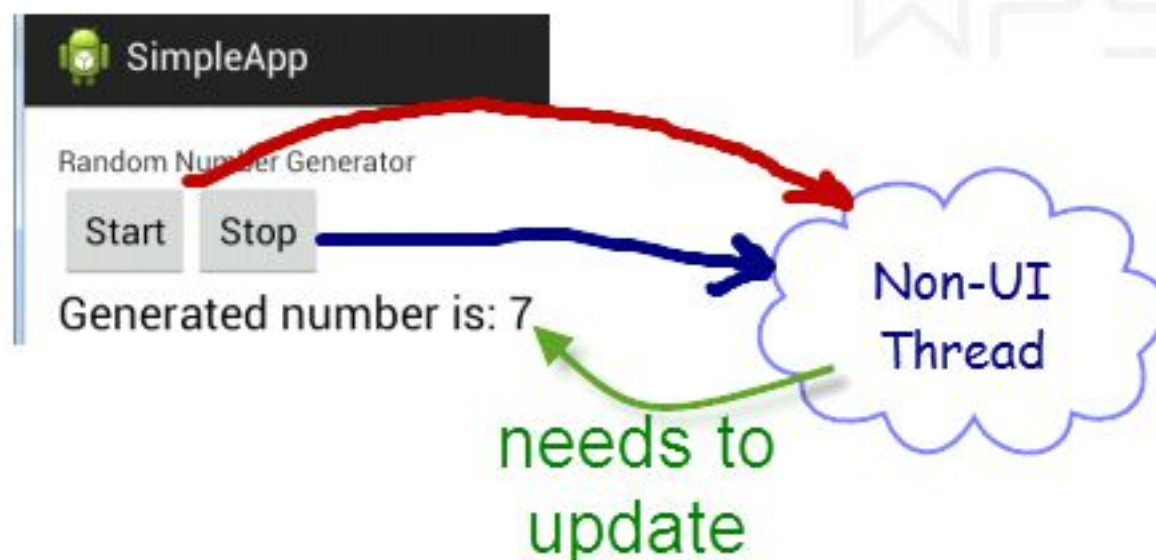 SimpleApp
Random Number Generator
Start Stop
Generated number is: 7
Non-UI
Thread
needs to
update